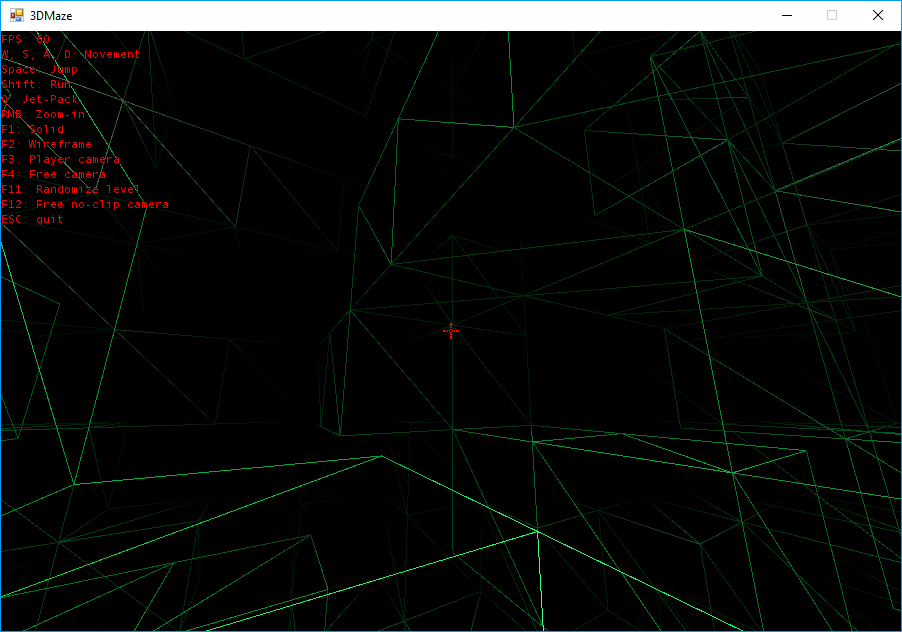 3DMaze
FPS: 60
W, S, A, D: Movement
Space: Jump
Shift: Run
Q: Jet-Pack
RMB: Zoom-in
F1: Solid
F2: Wireframe
F3: Player camera
F4: Free camera
F11: Randomize level
F12: Free no-clip camera
ESC: quit